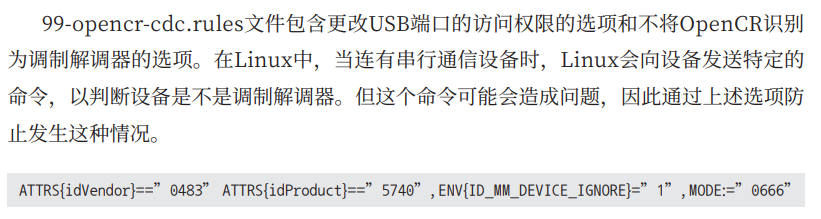 99-opencr-cdc.rules文件包含更改USB端口的访问权限的选项和不将OpenCR识别
为调制解调器的选项。在Linux中，当连有串行通信设备时，Linux会向设备发送特定的
命令，以判断设备是不是调制解调器。但这个命令可能会造成问题，因此通过上述选项防
止发生这种情况。
ATTRS{idVendor}==” 0483” ATTRS{idProduct}==” 5740” ,ENV{ID_MM_DEVICE_IGNORE}=” 1” ,MODE:=” 0666”